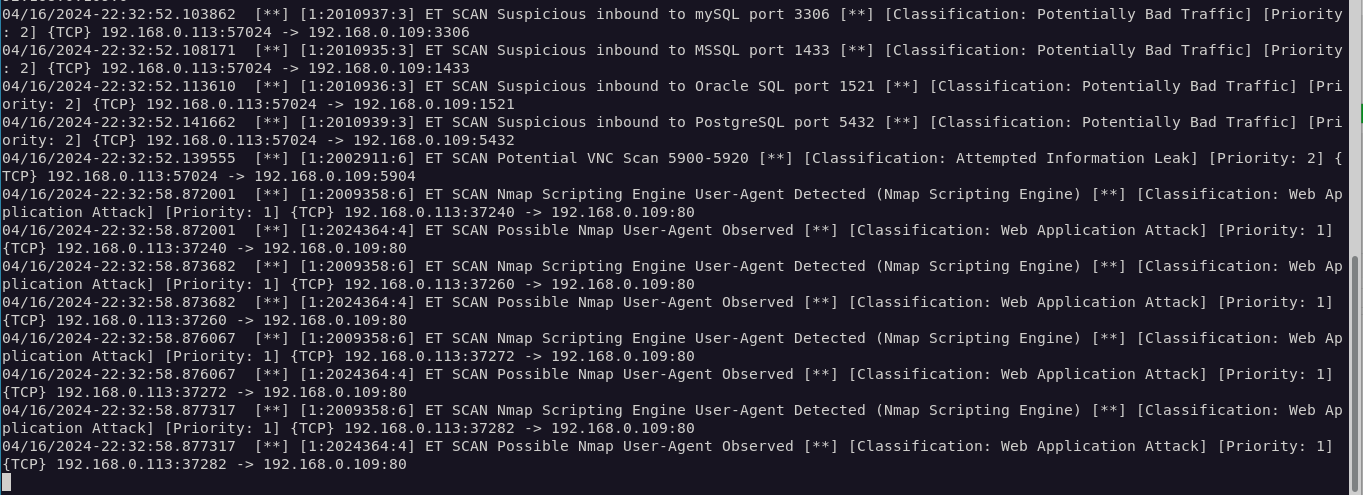 04/16/2024-22:32:52.103862  [**] [1:2010937:3] ET SCAN Suspicious inbound to mySQL port 3306 [**] [Classification: Potentially Bad Traffic] [Priority
: 2] {TCP} 192.168.0.113:57024 -> 192.168.0.109:3306
04/16/2024-22:32:52.108171  [**] [1:2010935:3] ET SCAN Suspicious inbound to MSSQL port 1433 [**] [Classification: Potentially Bad Traffic] [Priority
: 2] {TCP} 192.168.0.113:57024 -> 192.168.0.109:1433
04/16/2024-22:32:52.113610  [**] [1:2010936:3] ET SCAN Suspicious inbound to Oracle SQL port 1521 [**] [Classification: Potentially Bad Traffic] [Pri
ority: 2] {TCP} 192.168.0.113:57024 -> 192.168.0.109:1521
04/16/2024-22:32:52.141662  [**] [1:2010939:3] ET SCAN Suspicious inbound to PostgreSQL port 5432 [**] [Classification: Potentially Bad Traffic] [Pri
ority: 2] {TCP} 192.168.0.113:57024 -> 192.168.0.109:5432
04/16/2024-22:32:52.139555  [**] [1:2002911:6] ET SCAN Potential VNC Scan 5900-5920 [**] [Classification: Attempted Information Leak] [Priority: 2] {
TCP} 192.168.0.113:57024 -> 192.168.0.109:5904
04/16/2024-22:32:58.872001  [**] [1:2009358:6] ET SCAN Nmap Scripting Engine User-Agent Detected (Nmap Scripting Engine) [**] [Classification: Web Ap
plication Attack] [Priority: 1] {TCP} 192.168.0.113:37240 -> 192.168.0.109:80
04/16/2024-22:32:58.872001  [**] [1:2024364:4] ET SCAN Possible Nmap User-Agent Observed [**] [Classification: Web Application Attack] [Priority: 1]
{TCP} 192.168.0.113:37240 -> 192.168.0.109:80
04/16/2024-22:32:58.873682  [**] [1:2009358:6] ET SCAN Nmap Scripting Engine User-Agent Detected (Nmap Scripting Engine) [**] [Classification: Web Ap
plication Attack] [Priority: 1] {TCP} 192.168.0.113:37260 -> 192.168.0.109:80
04/16/2024-22:32:58.873682  [**] [1:2024364:4] ET SCAN Possible Nmap User-Agent Observed [**] [Classification: Web Application Attack] [Priority: 1]
{TCP} 192.168.0.113:37260 -> 192.168.0.109:80
04/16/2024-22:32:58.876067  [**] [1:2009358:6] ET SCAN Nmap Scripting Engine User-Agent Detected (Nmap Scripting Engine) [**] [Classification: Web Ap
plication Attack] [Priority: 1] {TCP} 192.168.0.113:37272 -> 192.168.0.109:80
04/16/2024-22:32:58.876067  [**] [1:2024364:4] ET SCAN Possible Nmap User-Agent Observed [**] [Classification: Web Application Attack] [Priority: 1]
{TCP} 192.168.0.113:37272 -> 192.168.0.109:80
04/16/2024-22:32:58.877317  [**] [1:2009358:6] ET SCAN Nmap Scripting Engine User-Agent Detected (Nmap Scripting Engine) [**] [Classification: Web Ap
plication Attack] [Priority: 1] {TCP} 192.168.0.113:37282 -> 192.168.0.109:80
04/16/2024-22:32:58.877317  [**] [1:2024364:4] ET SCAN Possible Nmap User-Agent Observed [**] [Classification: Web Application Attack] [Priority: 1]
{TCP} 192.168.0.113:37282 -> 192.168.0.109:80